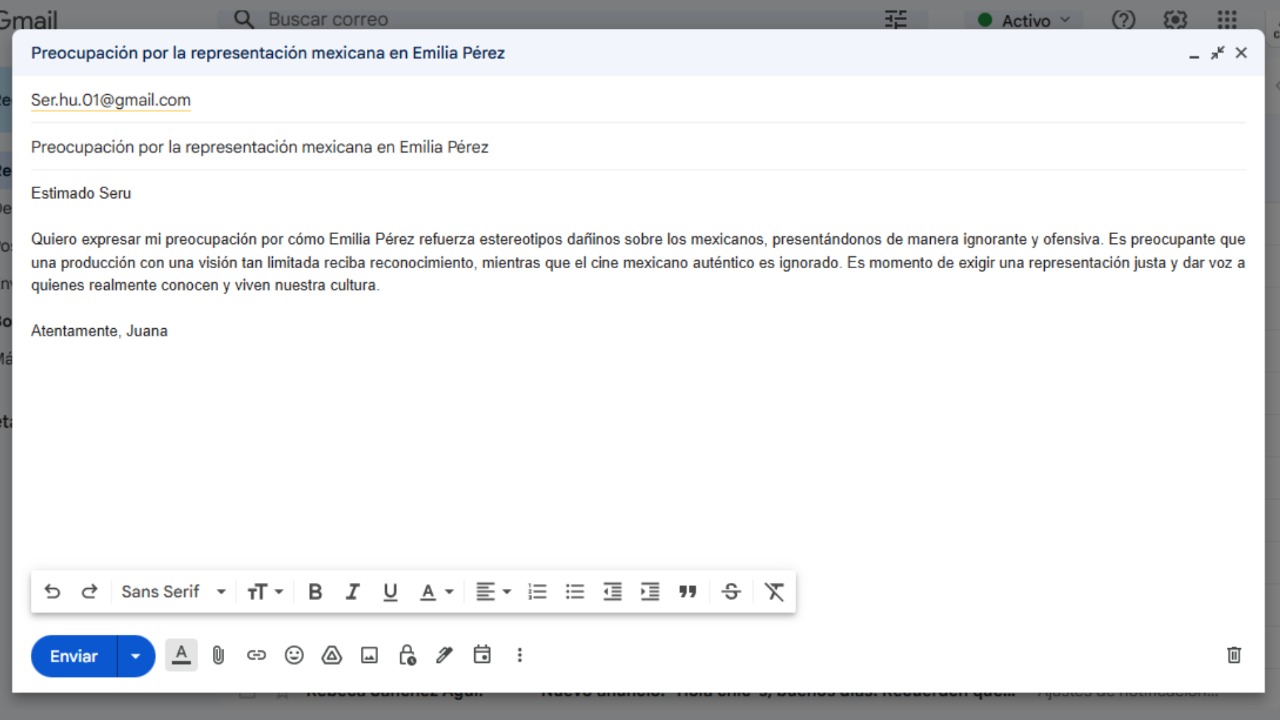 Gmail
Buscar correo
Activo
Preocupación por la representación mexicana en Emilia Pérez
Ser.hu.01@gmail.com
Preocupación por la representación mexicana en Emilia Pérez
Estimado Seru
Quiero expresar mi preocupación por cómo Emilia Pérez refuerza estereotipos dañinos sobre los mexicanos, presentándonos de manera ignorante y ofensiva. Es preocupante que
una producción con una visión tan limitada reciba reconocimiento, mientras que el cine mexicano auténtico es ignorado. Es momento de exigir una representación justa y dar voz a
quienes realmente conocen y viven nuestra cultura.
Atentamente, Juana
Sans Serif
Enviar